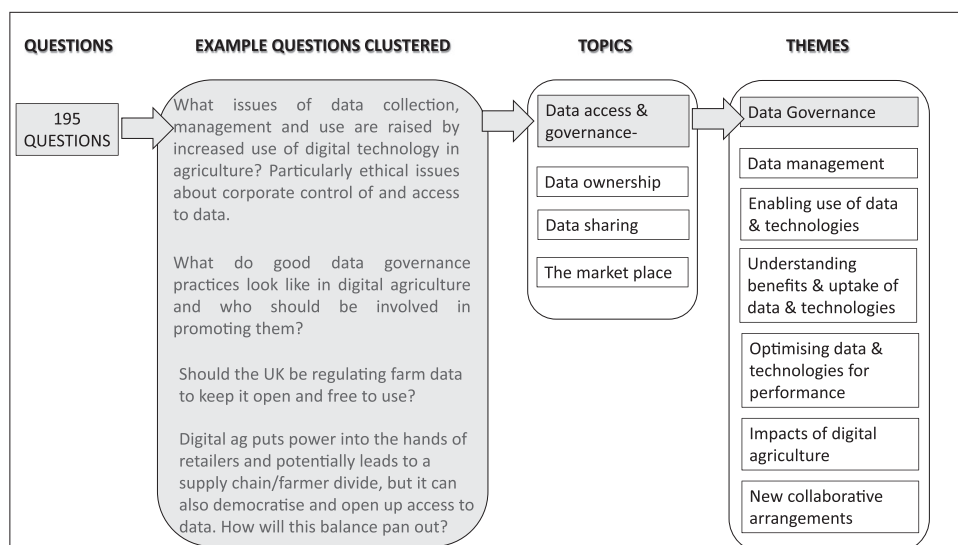 QUESTIONS
EXAMPLE QUESTIONS CLUSTERED
TOPICS
THEMES
195
QUESTIONS
What issues of data collection,
management and use are raised by
increased use of digital technology in
agriculture? Particularly ethical issues
about corporate control of and access
to data.
What do good data governance
practices look like in digital agriculture
and who should be involved in
promoting them?
Should the UK be regulating farm data
to keep it open and free to use?
Digital ag puts power into the hands of
retailers and potentially leads to a
supply chain/farmer divide, but it can
also democratise and open up access to
data. How will this balance pan out?
Data access &
governance-
Data ownership
Data sharing
The market place
Data Governance
Data management
Enabling use of data
& technologies
Understanding
benefits & uptake of
data & technologies
Optimising data &
technologies for
performance
Impacts of digital
agriculture
New collaborative
arrangements